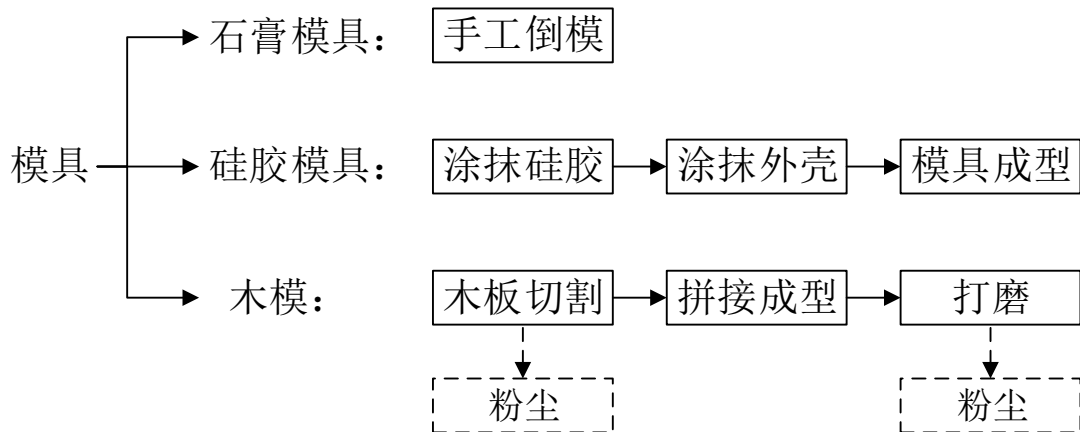 石膏模具： 手工倒模
模具 硅胶模具： 涂抹硅胶 涂抹外壳 模具成型
木模： 木板切割 拼接成型 打磨
粉尘 粉尘